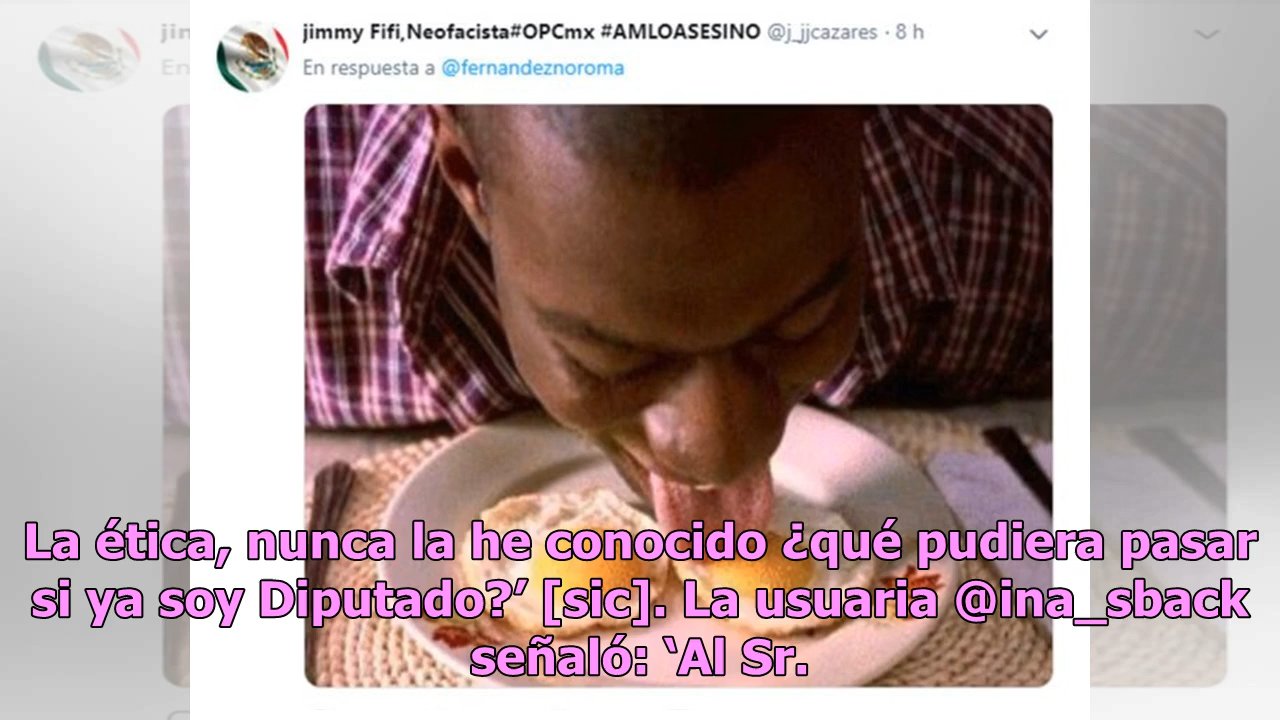 jimmy Fifi,Neofacista#OPCmx #AMLOASESINO @j_jjcazares · 8 h
En respuesta a @fernandeznoroma
La ética, nunca la he conocido ¿qué pudiera pasar
si ya soy Diputado?’ [sic]. La usuaria @ina_sback
señaló: ‘Al Sr.